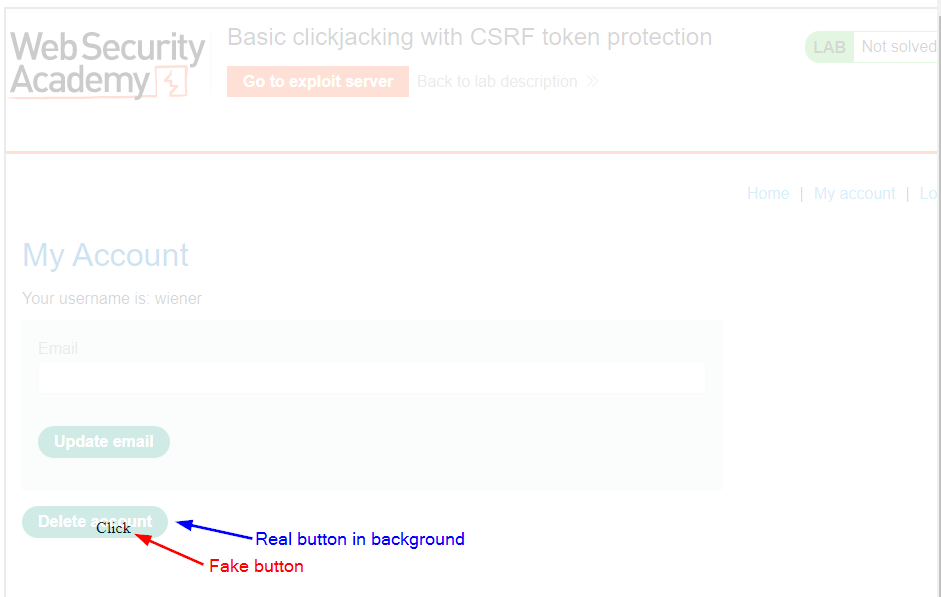 Web Security
Academy
Basic clickjacking with CSRF token protection
LAB Not solved
Go to exploit server Back to lab description
Home | My account | Lo
My Account
Your username is: wiener
Email
Update email
Delete account
Click
Real button in background
Fake button